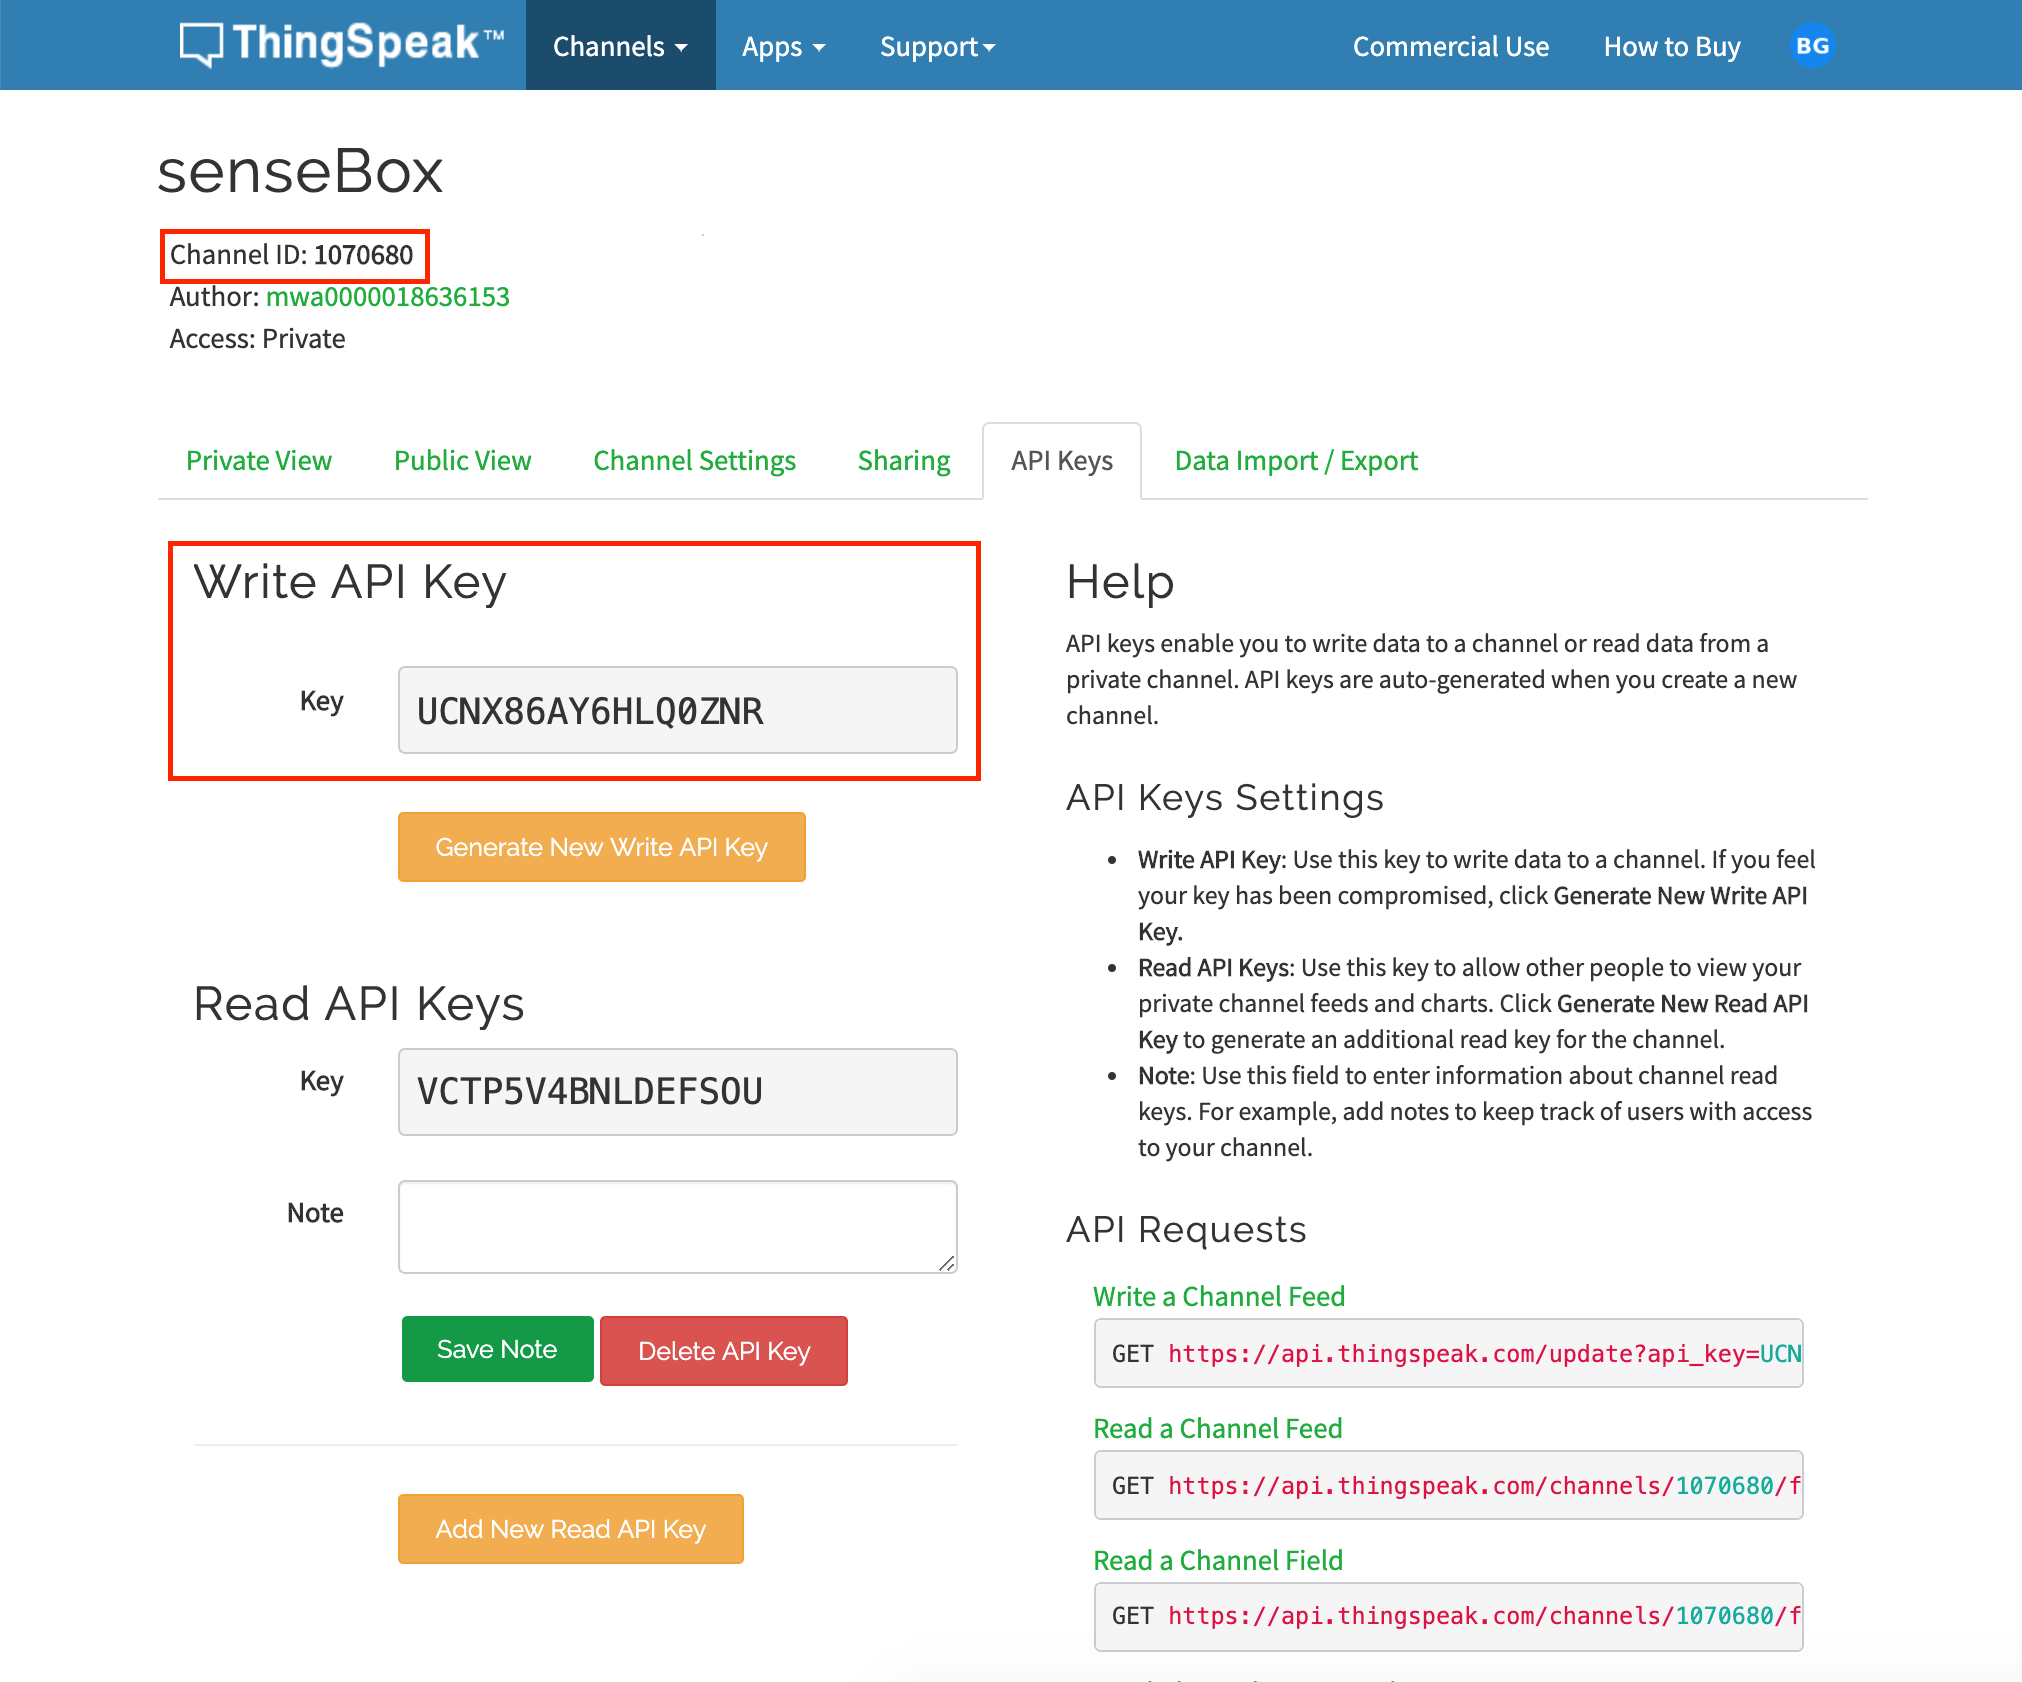 ThingSpeak™ Channels Apps Support Commercial Use How to Buy BG
senseBox
Channel ID: 1070680
Author: mwa0000018636153
Access: Private
Private View Public View Channel Settings Sharing API Keys Data Import / Export
Write API Key
Key UCNX86AY6HLQ0ZNR
Generate New Write API Key
Read API Keys
Key VCTP5V4BNLDEFSOU
Note
Save Note Delete API Key
Add New Read API Key
Help
API keys enable you to write data to a channel or read data from a
private channel. API keys are auto-generated when you create a new
channel.
API Keys Settings
• Write API Key: Use this key to write data to a channel. If you feel
your key has been compromised, click Generate New Write API
Key.
• Read API Keys: Use this key to allow other people to view your
private channel feeds and charts. Click Generate New Read API
Key to generate an additional read key for the channel.
• Note: Use this field to enter information about channel read
keys. For example, add notes to keep track of users with access
to your channel.
API Requests
Write a Channel Feed
GET https://api.thingspeak.com/update?api_key=UCN
Read a Channel Feed
GET https://api.thingspeak.com/channels/1070680/f
Read a Channel Field
GET https://api.thingspeak.com/channels/1070680/f